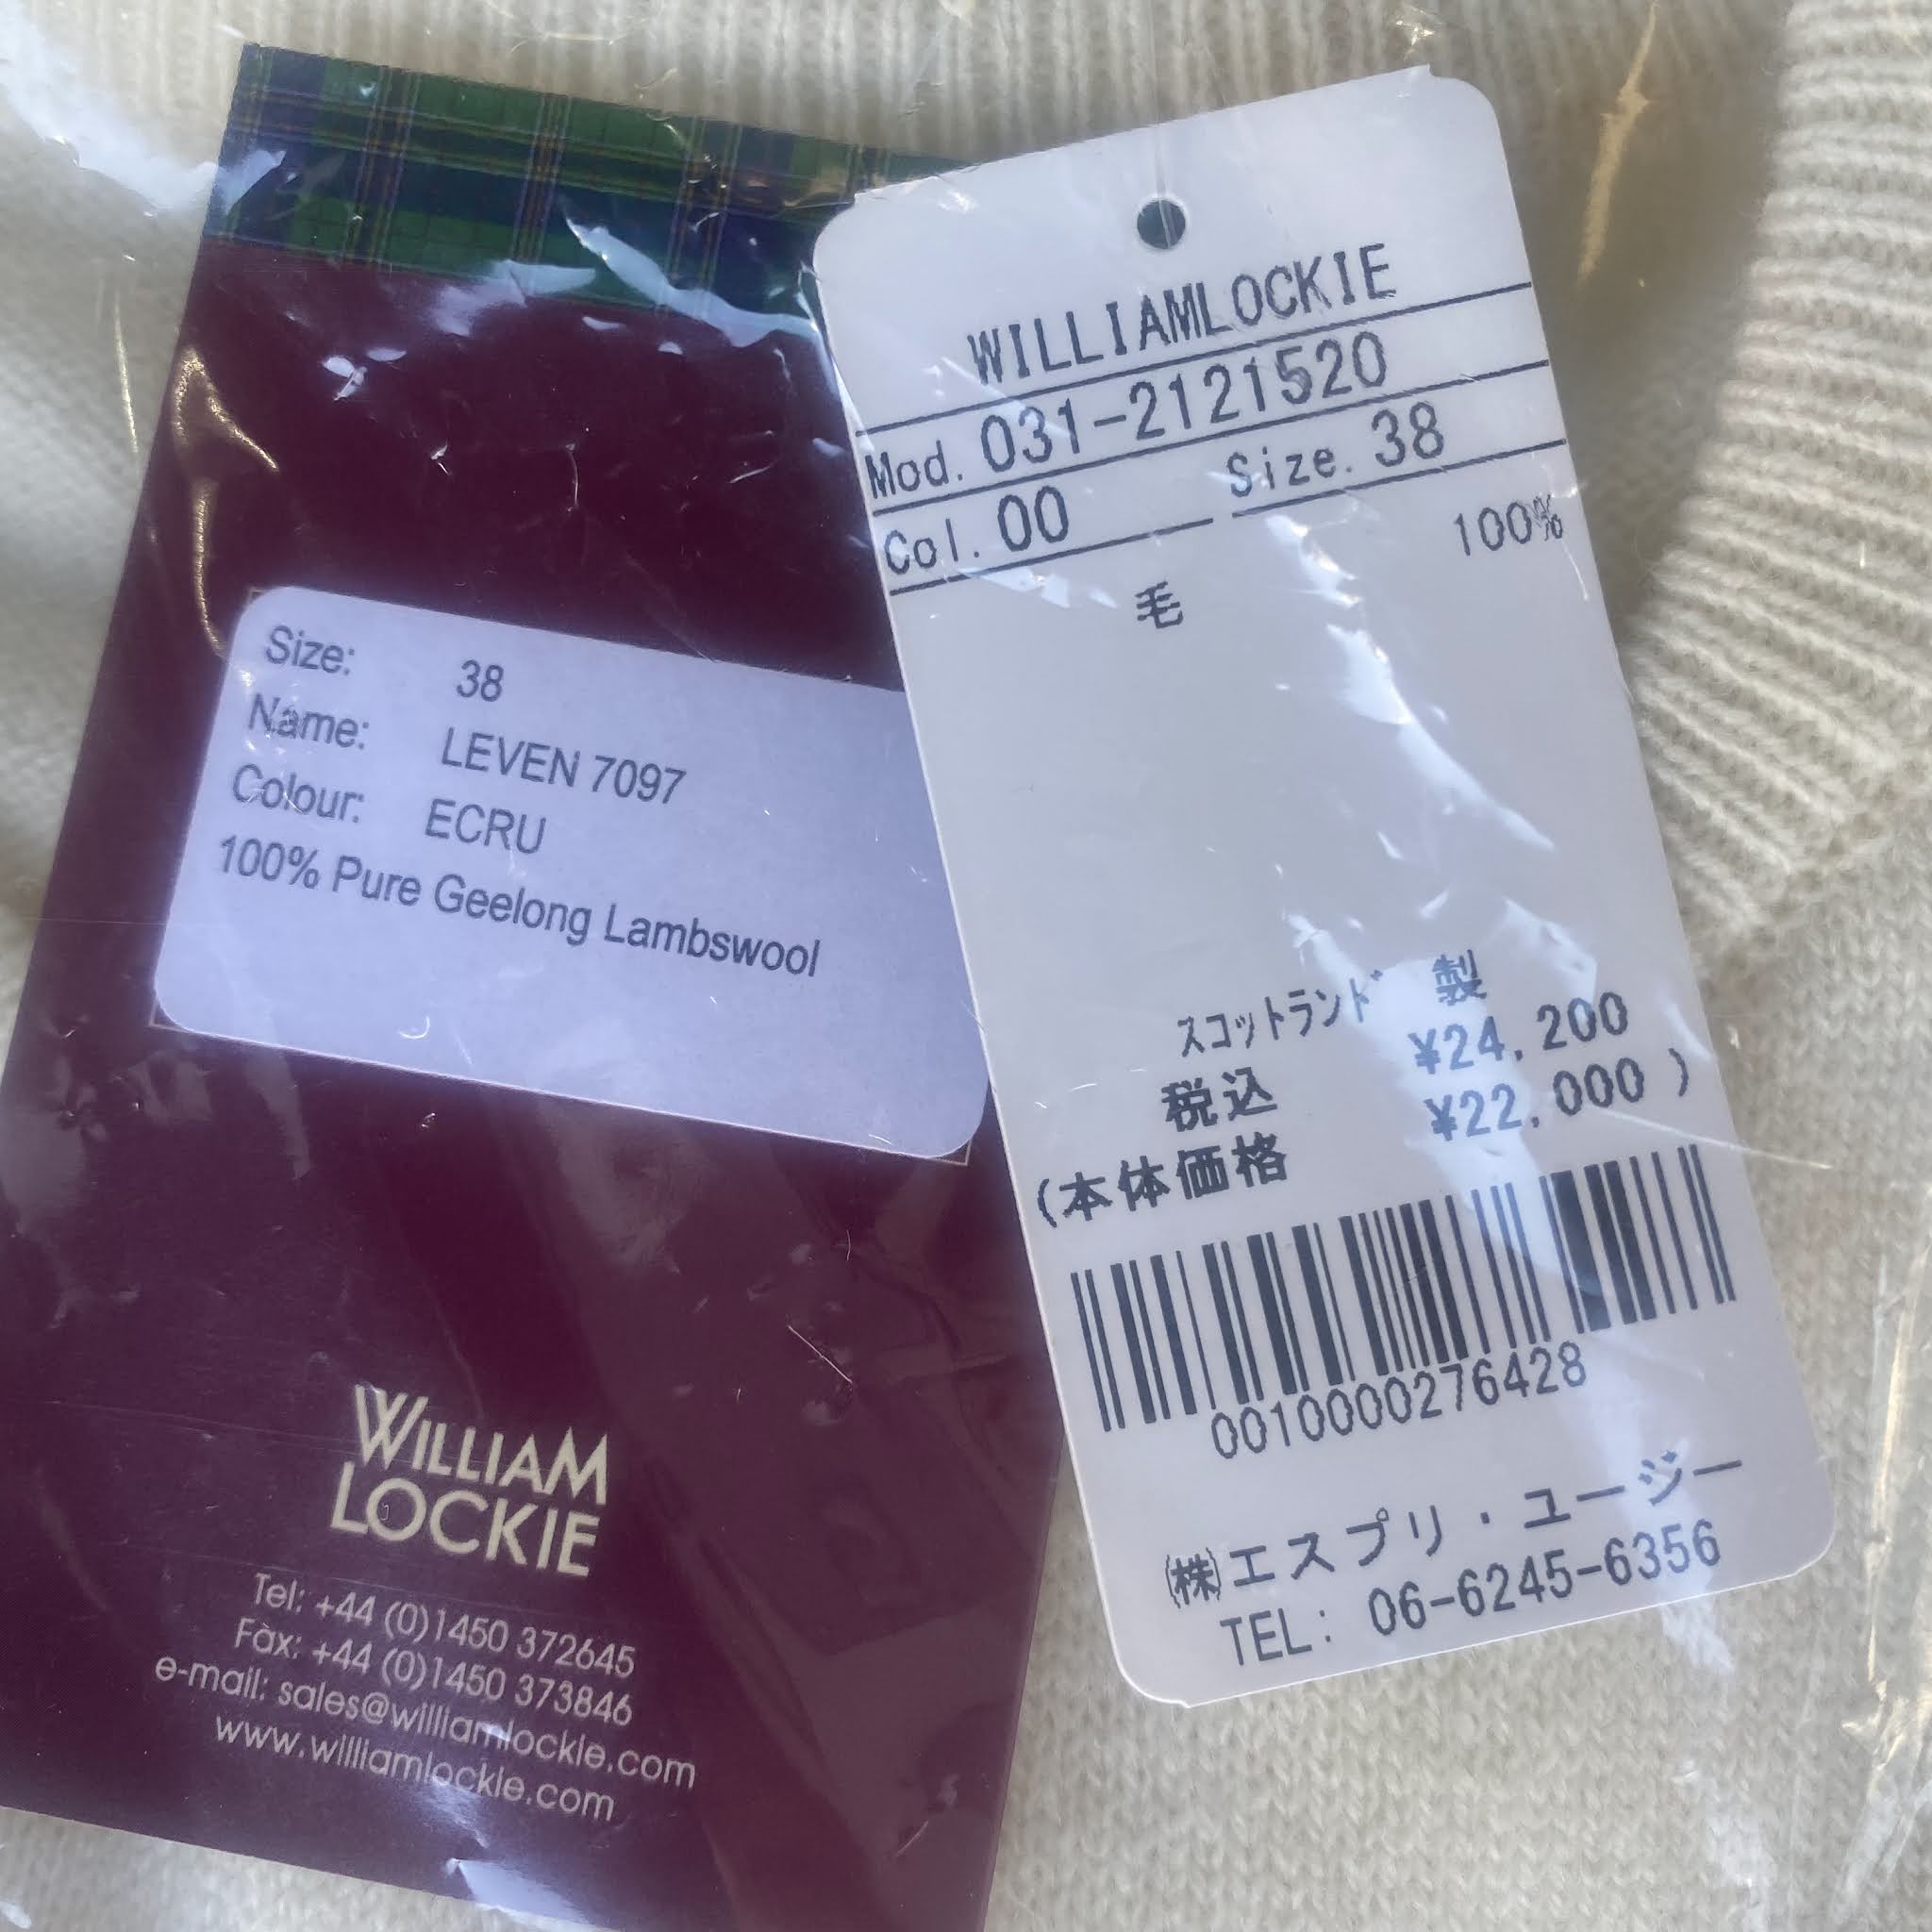 Size: 38
Name: LEVEN 7097
Colour: ECRU
100% Pure Geelong Lambswool
WILLIAM
LOCKIE
Tel: +44 (0)1450 372645
Fax: +44 (0)1450 373846
e-mail: sales@williamlockie.com
www.williamlockie.com
WILLIAMLOCKIE
Mod. 031-2121520
Col. 00 Size. 38
毛 100%
スコットランド 製
税込 ¥24,200
(本体価格 ¥22,000 )
0010000276428
㈱エスプリ・ユージー
TEL: 06-6245-6356